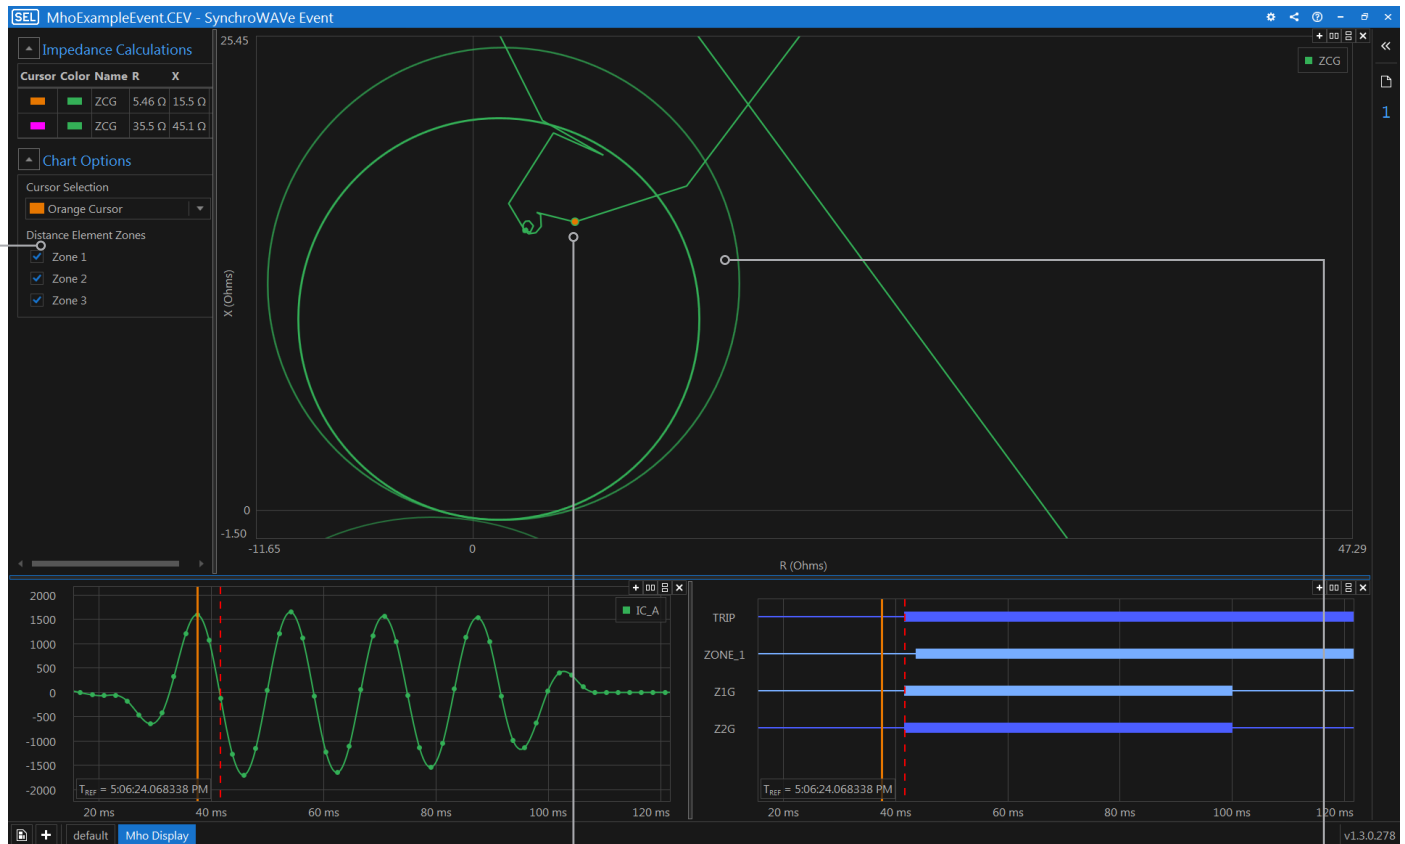 SEL MhoExampleEvent.CEV - SynchroWAVe Event
Impedance Calculations
Cursor Color Name R X
ZCG 5.46 Ω 15.5 Ω
ZCG 35.5 Ω 45.1 Ω
Chart Options
Cursor Selection
Orange Cursor
Distance Element Zones
Zone 1
Zone 2
Zone 3
25.45
X (Ohms)
0
-1.50
-11.65 0 47.29
R (Ohms)
ZCG
1
2000
1500
1000
500
0
-500
-1000
-1500
-2000
IC_A
TREF = 5:06:24.068338 PM
20 ms 40 ms 60 ms 80 ms 100 ms 120 ms
TRIP
ZONE_1
Z1G
Z2G
TREF = 5:06:24.068338 PM
20 ms 40 ms 60 ms 80 ms 100 ms 120 ms
default Mho Display
v1.3.0.278